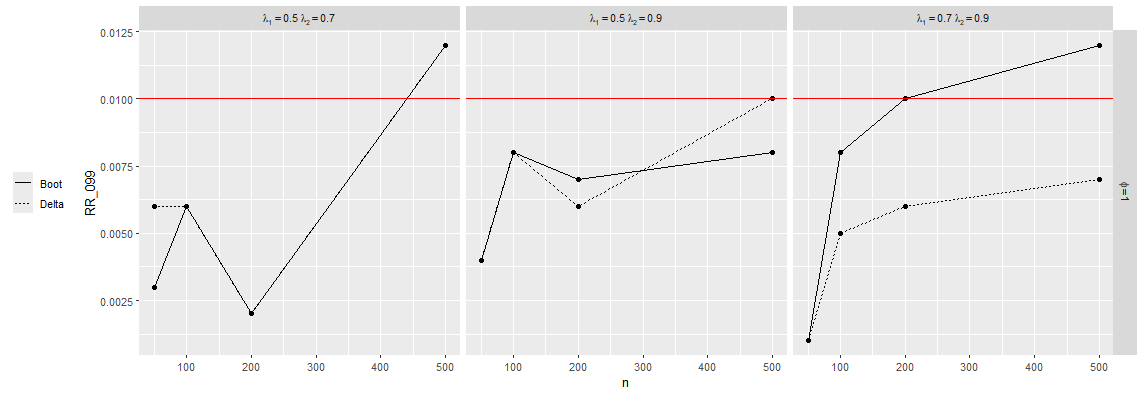 λ₁ = 0.5 λ₂ = 0.7
λ₁ = 0.5 λ₂ = 0.9
λ₁ = 0.7 λ₂ = 0.9
0.0125
0.0100
0.0075
0.0050
0.0025
RR_099
Boot
Delta
ϕ = 1
100 200 300 400 500
100 200 300 400 500
100 200 300 400 500
n